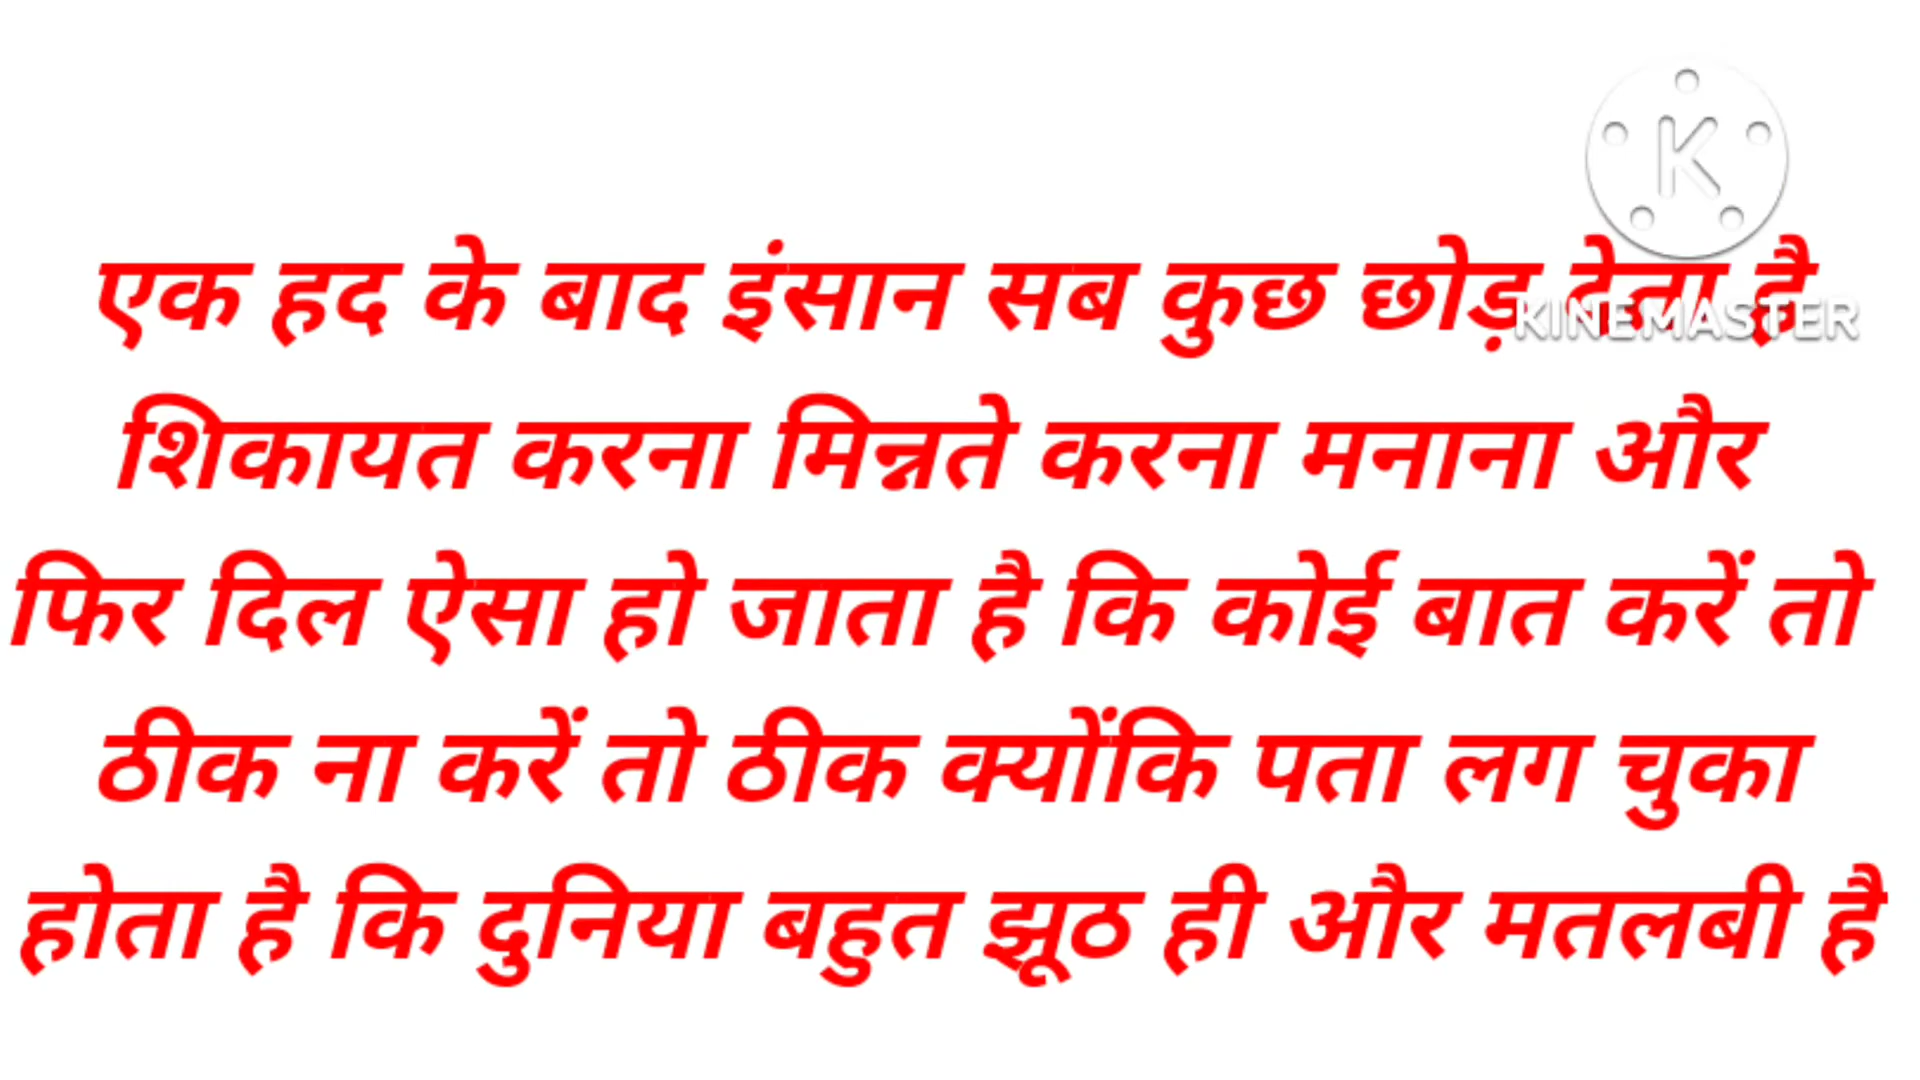 K
एक हद के बाद इंसान सब कुछ छोड़ देता है
KINEMASTER
शिकायत करना मिन्नते करना मनाना और
फिर दिल ऐसा हो जाता है कि कोई बात करें तो
ठीक ना करें तो ठीक क्योंकि पता लग चुका
होता है कि दुनिया बहुत झूठ ही और मतलबी है